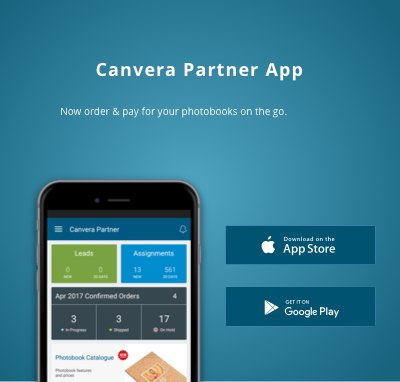 Canvera Partner App
Now order & pay for your photobooks on the go.
Canvera Partner
Leads
Assignments
0 0 13 561
NEW 30 DAYS NEW 30 DAYS
Apr 2017 Confirmed Orders 4
3 3 17
In Progress Shipped On Hold
Photobook Catalogue
Photobook features
and prices.
Download on the
App Store
GET IT ON
Google Play